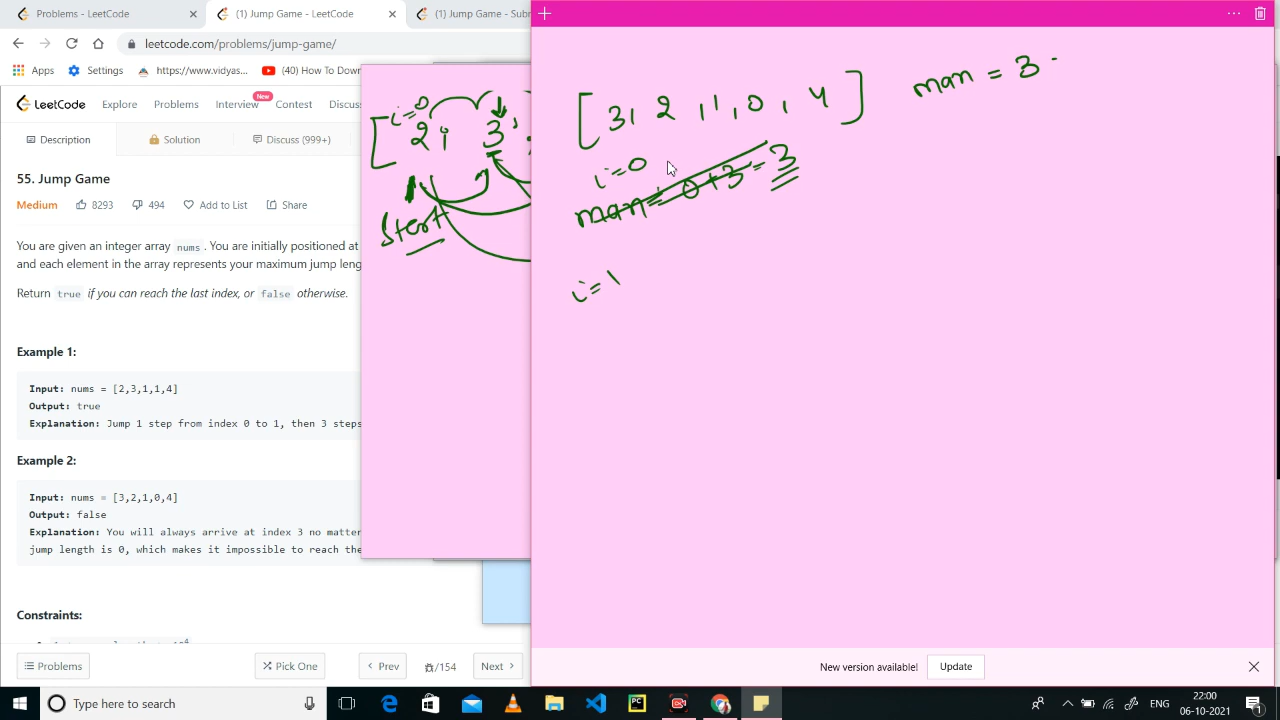 Problems - LeetCode
(1) Jump Game - LeetCode
(1) Jump Game - Sub
leetcode.com/problems/jump-game/
Apps
Settings
https://www.vidyas...
(40) How To Down
LeetCode
Explore
Problems
Interview
New
Contest
Discuss
Description
Solution
Discuss (999+)
55. Jump Game
Medium
8293
494
Add to List
Share
You are given an integer array nums. You are initially positioned at
and each element in the array represents your maximum jump leng
Return true if you can reach the last index, or false otherwise.
Example 1:
Input: nums = [2,3,1,1,4]
Output: true
Explanation: Jump 1 step from index 0 to 1, then 3 steps
Example 2:
Input: nums = [3,2,1,0,4]
Output: false
Explanation: You will always arrive at index 3 no matter
jump length is 0, which makes it impossible to reach the
Constraints:
Problems
Pick One
Prev
/154
Next
i=0
[ 2, 3,
Start
[3, 2, 1, 0, 4]
max = 3
i=0
max = 0+3 = 3
i=1
New version available!
Update
Type here to search
ENG
22:00
06-10-2021
1